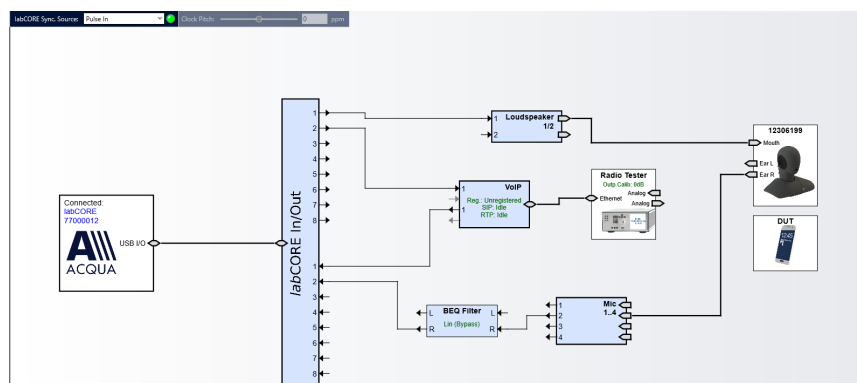 labCORE Sync. Source: Pulse In Clock Pitch: 0 ppm
Connected:
labCORE
77000012
USB I/O
ACQUA
labCORE In/Out
1
2
3
4
5
6
7
8
1
2
3
4
5
6
7
8
1 Loudspeaker
1/2
2
1 VoIP
Reg.: Unregistered
1 SIP: Idle
RTP: Idle
Radio Tester
Outp.Calib: 0dB
Analog
Ethernet
Analog
12306199
Mouth
Ear L
Ear R
DUT
12:45
L BEQ Filter L
Lin (Bypass)
R R
1 Mic
2 1..4
3
4